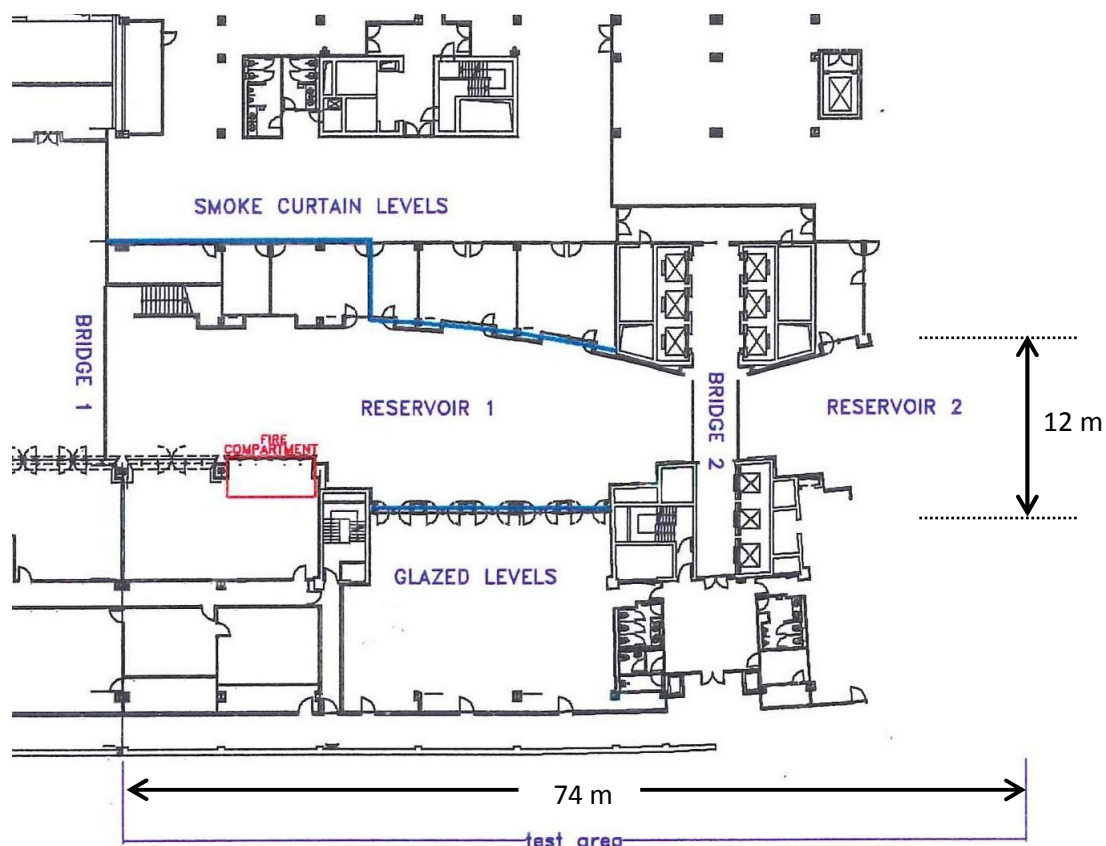 SMOKE CURTAIN LEVELS
BRIDGE 1
RESERVOIR 1
BRIDGE 2
RESERVOIR 2
12 m
FIRE
COMPARTMENT
GLAZED LEVELS
74 m
test area